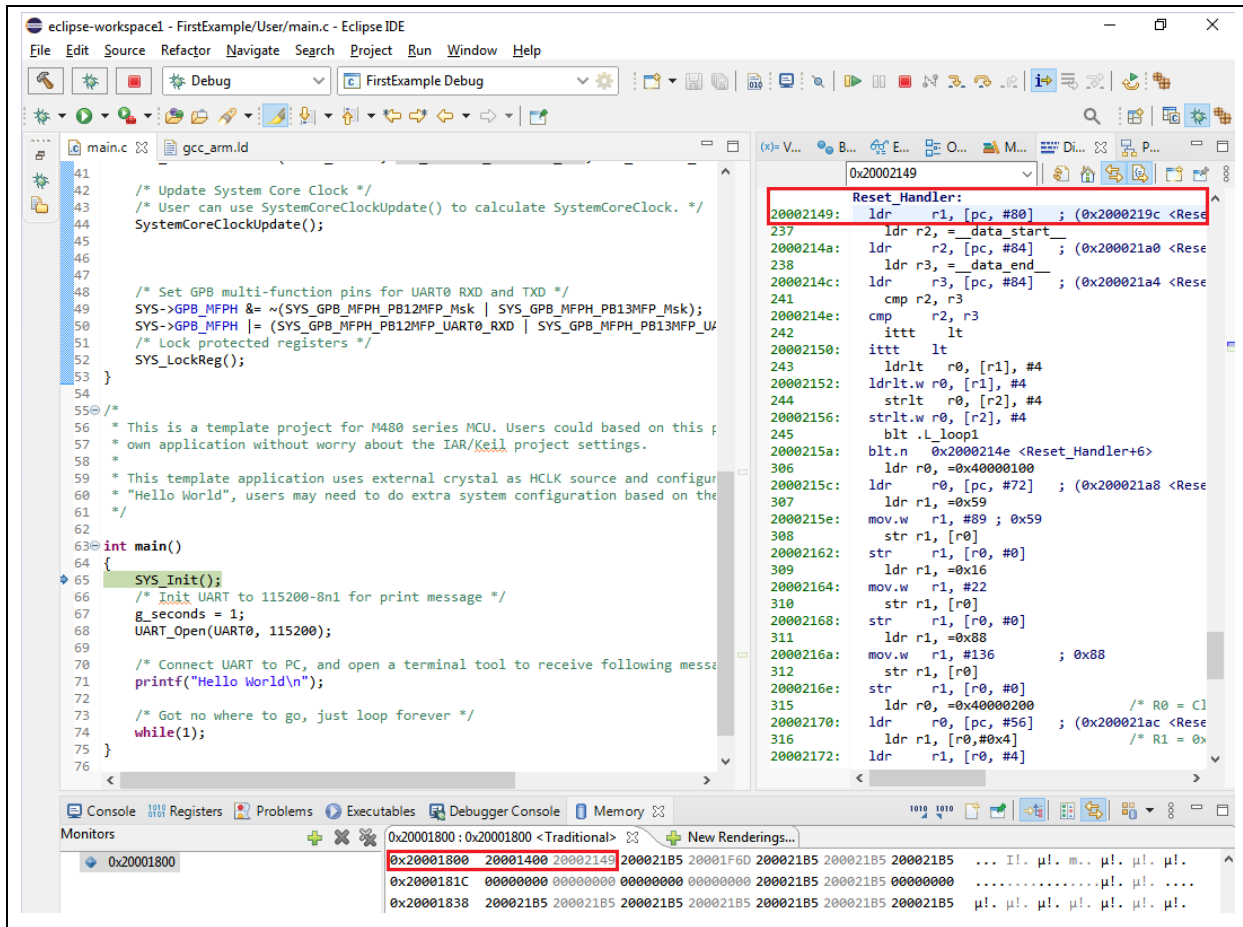 eclipse-workspace1 - FirstExample/User/main.c - Eclipse IDE
File Edit Source Refactor Navigate Search Project Run Window Help
Debug
FirstExample Debug
main.c
gcc_arm.ld
41
42 /* Update System Core Clock */
43 /* User can use SystemCoreClockUpdate() to calculate SystemCoreClock. */
44 SystemCoreClockUpdate();
45
46
47
48 /* Set GPB multi-function pins for UART0 RXD and TXD */
49 SYS->GPB_MFPH &= ~(SYS_GPB_MFPH_PB12MFP_Msk | SYS_GPB_MFPH_PB13MFP_Msk);
50 SYS->GPB_MFPH |= (SYS_GPB_MFPH_PB12MFP_UART0_RXD | SYS_GPB_MFPH_PB13MFP_UA
51 /* Lock protected registers */
52 SYS_LockReg();
53 }
54
55 /*
56 * This is a template project for M480 series MCU. Users could based on this p
57 * own application without worry about the IAR/Keil project settings.
58 *
59 * This template application uses external crystal as HCLK source and configur
60 * "Hello World", users may need to do extra system configuration based on the
61 */
62
63 int main()
64 {
65 SYS_Init();
66 /* Init UART to 115200-8n1 for print message */
67 g_seconds = 1;
68 UART_Open(UART0, 115200);
69
70 /* Connect UART to PC, and open a terminal tool to receive following messa
71 printf("Hello World\n");
72
73 /* Got no where to go, just loop forever */
74 while(1);
75 }
76
(x)= V... B... E... O... M... Di... P...
0x20002149
Reset_Handler:
20002149: ldr r1, [pc, #80] ; (0x2000219c <Rese
237 ldr r2, =__data_start__
2000214a: ldr r2, [pc, #84] ; (0x200021a0 <Rese
238 ldr r3, =__data_end__
2000214c: ldr r3, [pc, #84] ; (0x200021a4 <Rese
241 cmp r2, r3
2000214e: cmp r2, r3
242 ittt lt
20002150: ittt lt
243 ldrlt r0, [r1], #4
20002152: ldrlt.w r0, [r1], #4
244 strlt r0, [r2], #4
20002156: strlt.w r0, [r2], #4
245 blt .L_loop1
2000215a: blt.n 0x2000214e <Reset_Handler+6>
306 ldr r0, =0x40000100
2000215c: ldr r0, [pc, #72] ; (0x200021a8 <Rese
307 ldr r1, =0x59
2000215e: mov.w r1, #89 ; 0x59
308 str r1, [r0]
20002162: str r1, [r0, #0]
309 ldr r1, =0x16
20002164: mov.w r1, #22
310 str r1, [r0]
20002168: str r1, [r0, #0]
311 ldr r1, =0x88
2000216a: mov.w r1, #136 ; 0x88
312 str r1, [r0]
2000216e: str r1, [r0, #0]
315 ldr r0, =0x40000200 /* R0 = Cl
20002170: ldr r0, [pc, #56] ; (0x200021ac <Rese
316 ldr r1, [r0,#0x4] /* R1 = 0x
20002172: ldr r1, [r0, #4]
Console Registers Problems Executables Debugger Console Memory
Monitors
0x20001800
0x20001800 : 0x20001800 <Traditional> New Renderings...
0x20001800 20001400 20002149 200021B5 20001F6D 200021B5 200021B5 200021B5 ... I!. µ!. m.. µ!. µ!. µ!.
0x2000181C 00000000 00000000 00000000 00000000 200021B5 200021B5 00000000 ................µ!. µ!. ....
0x20001838 200021B5 200021B5 200021B5 200021B5 200021B5 200021B5 200021B5 µ!. µ!. µ!. µ!. µ!. µ!. µ!.